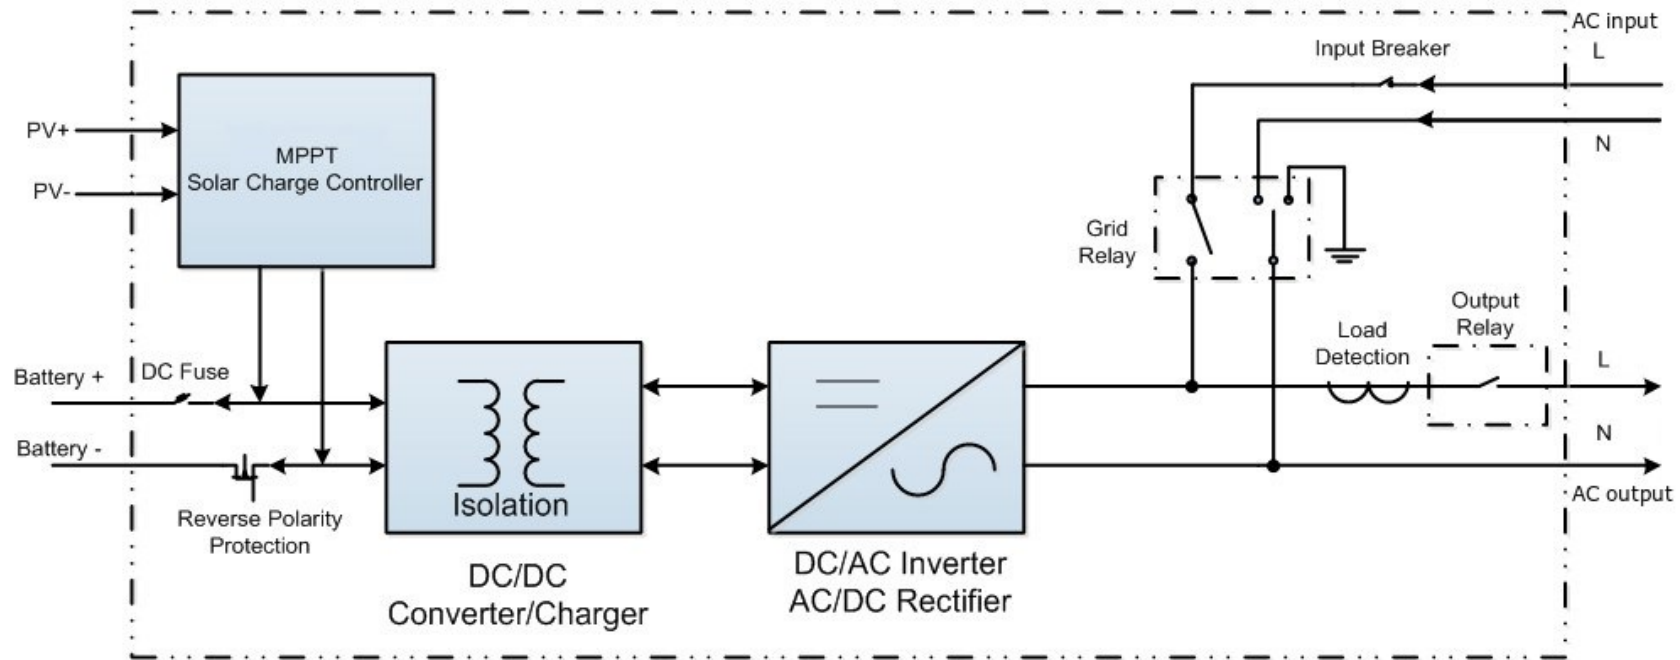 AC input
Input Breaker
L
N
PV+
PV-
MPPT
Solar Charge Controller
Grid
Relay
Output
Relay
Load
Detection
L
N
AC output
Battery +
DC Fuse
Battery -
Reverse Polarity
Protection
Isolation
DC/DC
Converter/Charger
DC/AC Inverter
AC/DC Rectifier